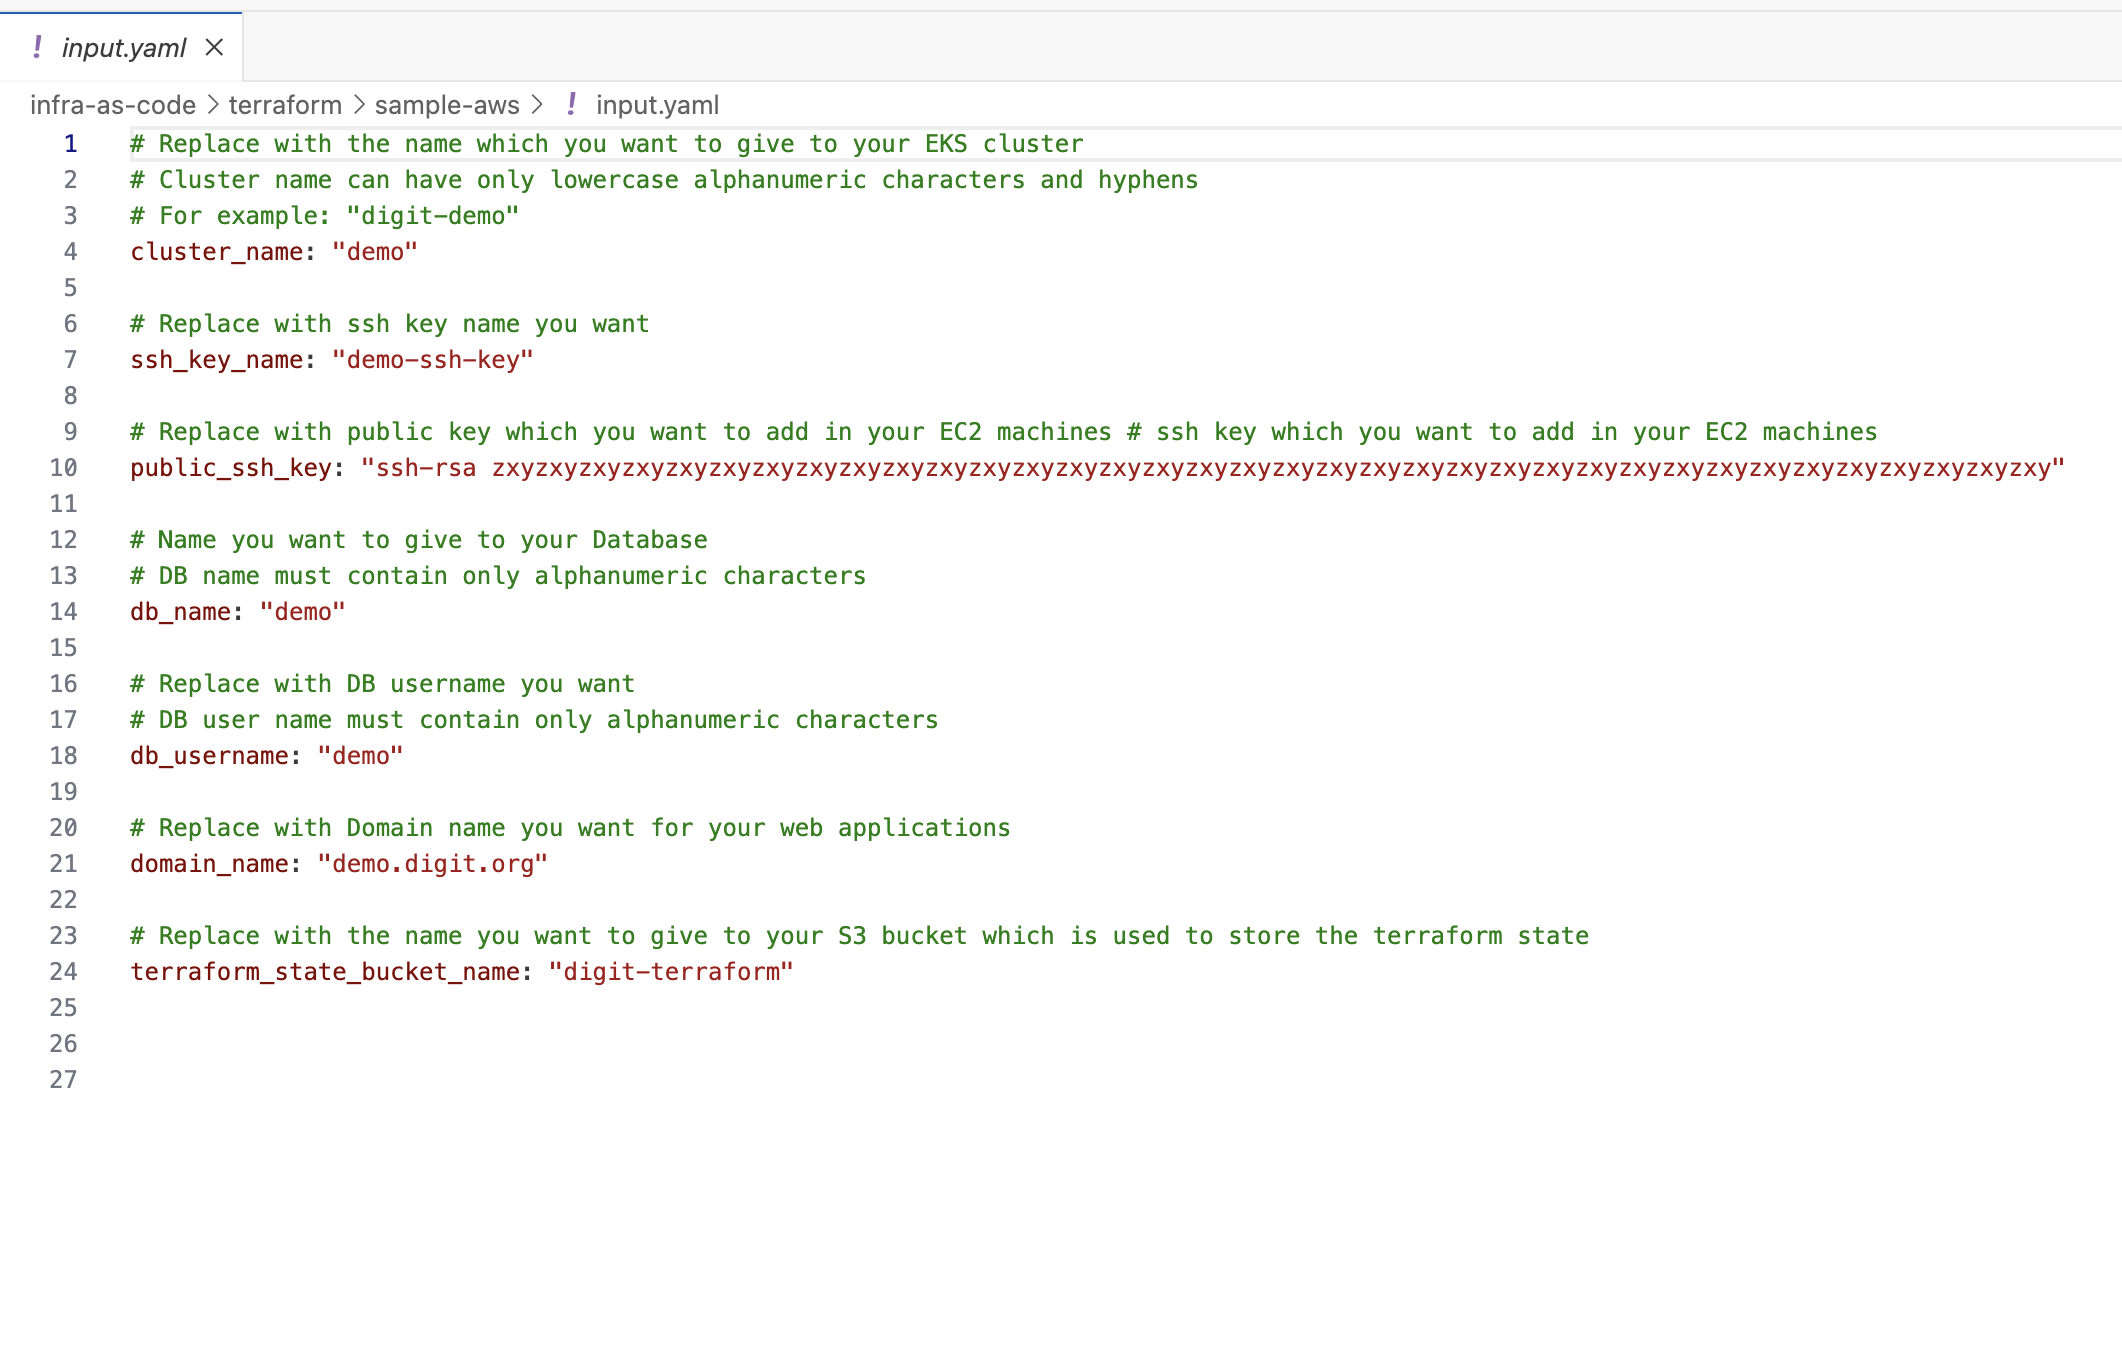 ! input.yaml ×
infra-as-code > terraform > sample-aws > ! input.yaml
1 # Replace with the name which you want to give to your EKS cluster
2 # Cluster name can have only lowercase alphanumeric characters and hyphens
3 # For example: "digit-demo"
4 cluster_name: "demo"
5
6 # Replace with ssh key name you want
7 ssh_key_name: "demo-ssh-key"
8
9 # Replace with public key which you want to add in your EC2 machines # ssh key which you want to add in your EC2 machines
10 public_ssh_key: "ssh-rsa zxyzxyzxyzxyzxyzxyzxyzxyzxyzxyzxyzxyzxyzxyzxyzxyzxyzxyzxyzxyzxyzxyzxyzxyzxyzxyzxyzxyzxyzxyzxyzxyzxyzxyzxyzxy"
11
12 # Name you want to give to your Database
13 # DB name must contain only alphanumeric characters
14 db_name: "demo"
15
16 # Replace with DB username you want
17 # DB user name must contain only alphanumeric characters
18 db_username: "demo"
19
20 # Replace with Domain name you want for your web applications
21 domain_name: "demo.digit.org"
22
23 # Replace with the name you want to give to your S3 bucket which is used to store the terraform state
24 terraform_state_bucket_name: "digit-terraform"
25
26
27